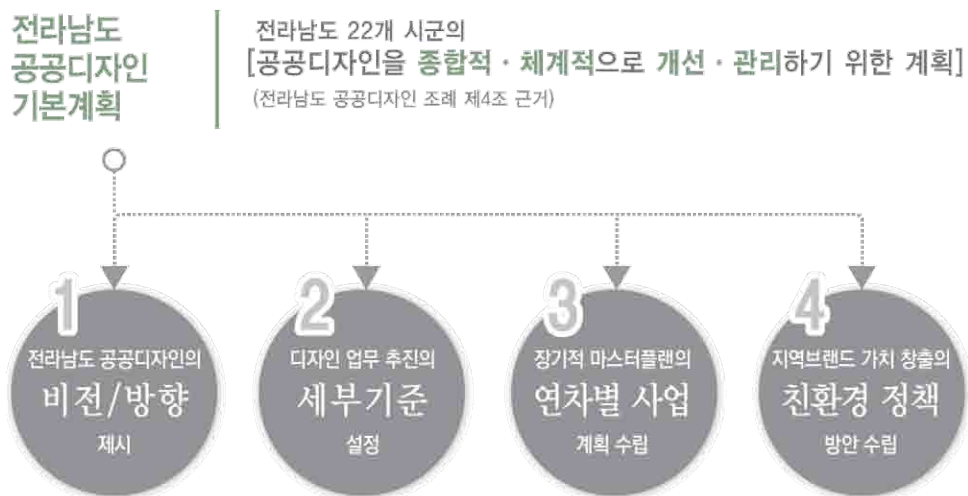 전라남도
공공디자인
기본계획
전라남도 22개 시군의
[공공디자인을 종합적·체계적으로 개선·관리하기 위한 계획]
(전라남도 공공디자인 조례 제4조 근거)
1
전라남도 공공디자인의
비전/방향
제시
2
디자인 업무 추진의
세부기준
설정
3
장기적 마스터플랜의
연차별 사업
계획 수립
4
지역브랜드 가치 창출의
친환경 정책
방안 수립